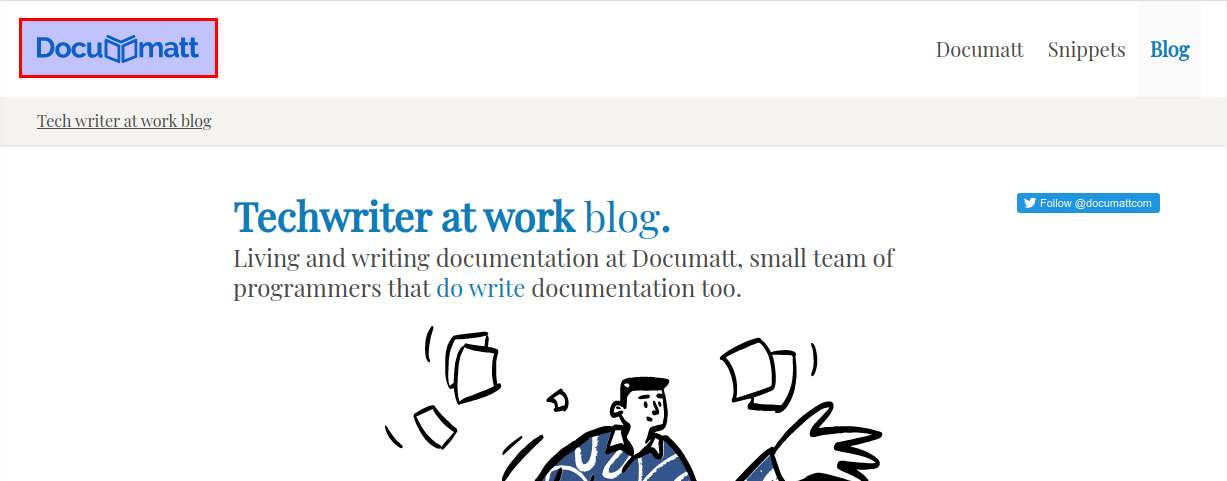 Documatt
Documatt Snippets Blog
Tech writer at work blog
Techwriter at work blog.
Follow @documattcom
Living and writing documentation at Documatt, small team of
programmers that do write documentation too.